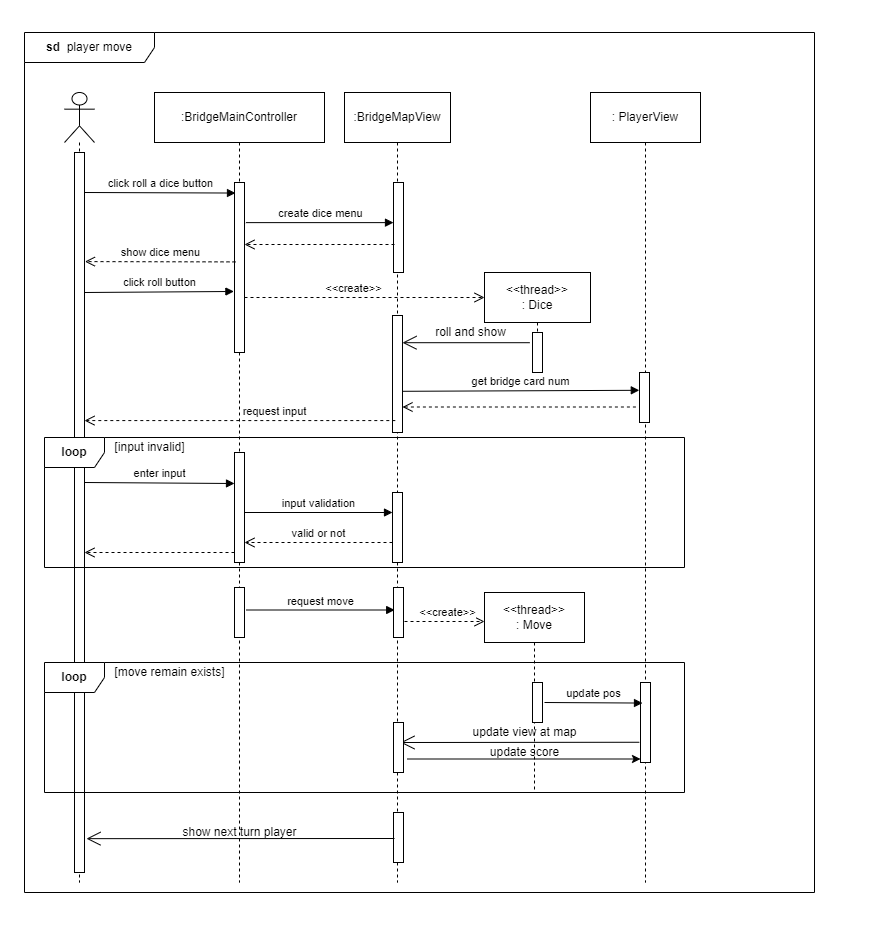 sd player move
:BridgeMainController
:BridgeMapView
: PlayerView
click roll a dice button
create dice menu
show dice menu
click roll button
<<create>>
<<thread>>
: Dice
roll and show
get bridge card num
request input
loop
[input invalid]
enter input
input validation
valid or not
request move
<<create>>
<<thread>>
: Move
loop
[move remain exists]
update pos
update view at map
update score
show next turn player